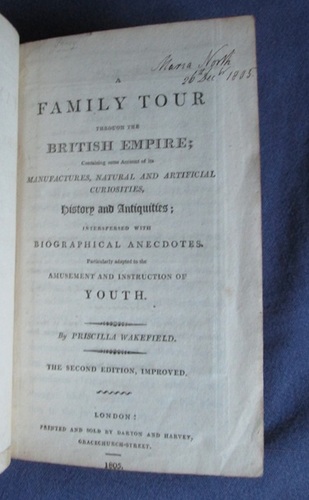 Maria North
26th Decr 1805
A
FAMILY TOUR
THROUGH THE
BRITISH EMPIRE;
Containing some Account of its
MANUFACTURES, NATURAL AND ARTIFICIAL
CURIOSITIES,
History and Antiquities;
INTERSPERSED WITH
BIOGRAPHICAL ANECDOTES.
Particularly adapted to the
AMUSEMENT AND INSTRUCTION OF
YOUTH.
By PRISCILLA WAKEFIELD.
THE SECOND EDITION, IMPROVED.
LONDON:
PRINTED AND SOLD BY DARTON AND HARVEY,
GRACECHURCH-STREET.
1805.